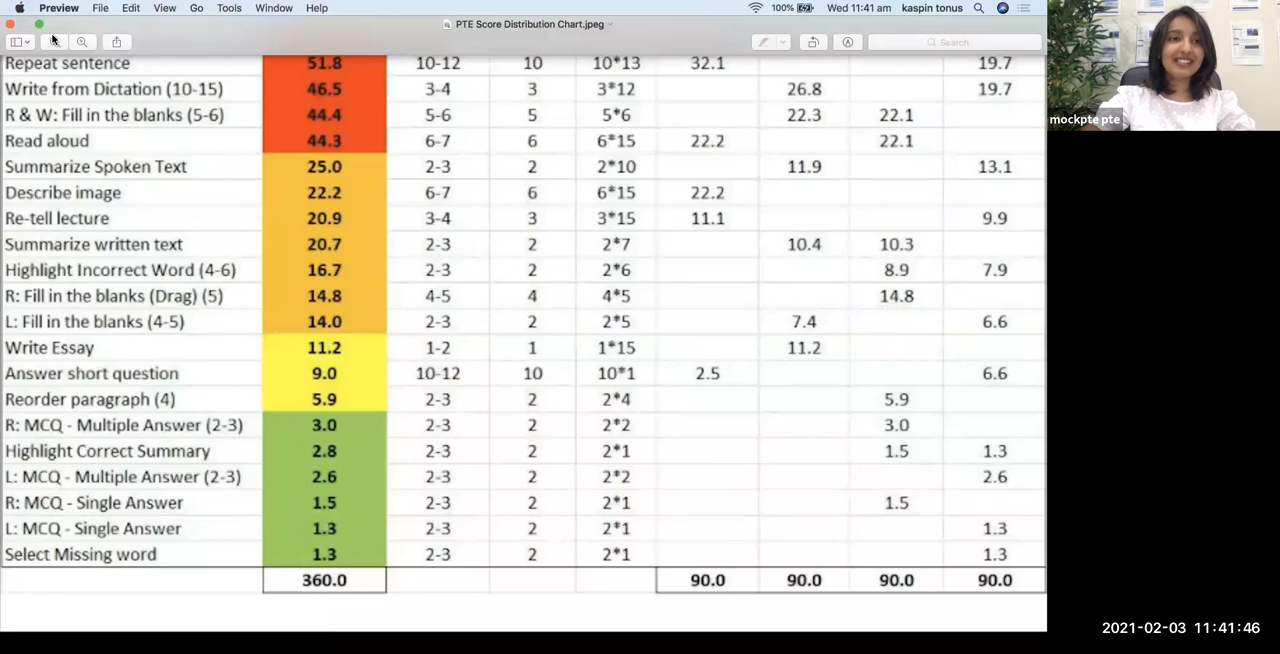 Preview File Edit View Go Tools Window Help 100% Wed 11:41 am kaspin tonus
PTE Score Distribution Chart.jpeg
Search
Repeat sentence 51.8 10-12 10 10*13 32.1 19.7
Write from Dictation (10-15) 46.5 3-4 3 3*12 26.8 19.7
R & W: Fill in the blanks (5-6) 44.4 5-6 5 5*6 22.3 22.1
Read aloud 44.3 6-7 6 6*15 22.2 22.1
Summarize Spoken Text 25.0 2-3 2 2*10 11.9 13.1
Describe image 22.2 6-7 6 6*15 22.2
Re-tell lecture 20.9 3-4 3 3*15 11.1 9.9
Summarize written text 20.7 2-3 2 2*7 10.4 10.3
Highlight Incorrect Word (4-6) 16.7 2-3 2 2*6 8.9 7.9
R: Fill in the blanks (Drag) (5) 14.8 4-5 4 4*5 14.8
L: Fill in the blanks (4-5) 14.0 2-3 2 2*5 7.4 6.6
Write Essay 11.2 1-2 1 1*15 11.2
Answer short question 9.0 10-12 10 10*1 2.5 6.6
Reorder paragraph (4) 5.9 2-3 2 2*4 5.9
R: MCQ - Multiple Answer (2-3) 3.0 2-3 2 2*2 3.0
Highlight Correct Summary 2.8 2-3 2 2*1 1.5 1.3
L: MCQ - Multiple Answer (2-3) 2.6 2-3 2 2*2 2.6
R: MCQ - Single Answer 1.5 2-3 2 2*1 1.5
L: MCQ - Single Answer 1.3 2-3 2 2*1 1.3
Select Missing word 1.3 2-3 2 2*1 1.3
360.0 90.0 90.0 90.0 90.0
mockpte pte
2021-02-03 11:41:46